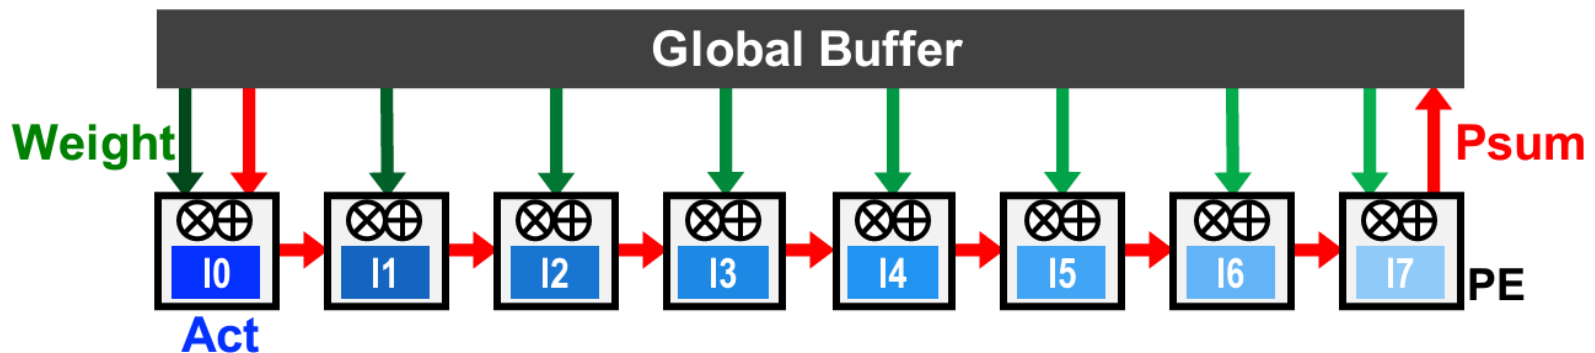 Global Buffer
Weight
Psum
I0 I1 I2 I3 I4 I5 I6 I7
PE
Act